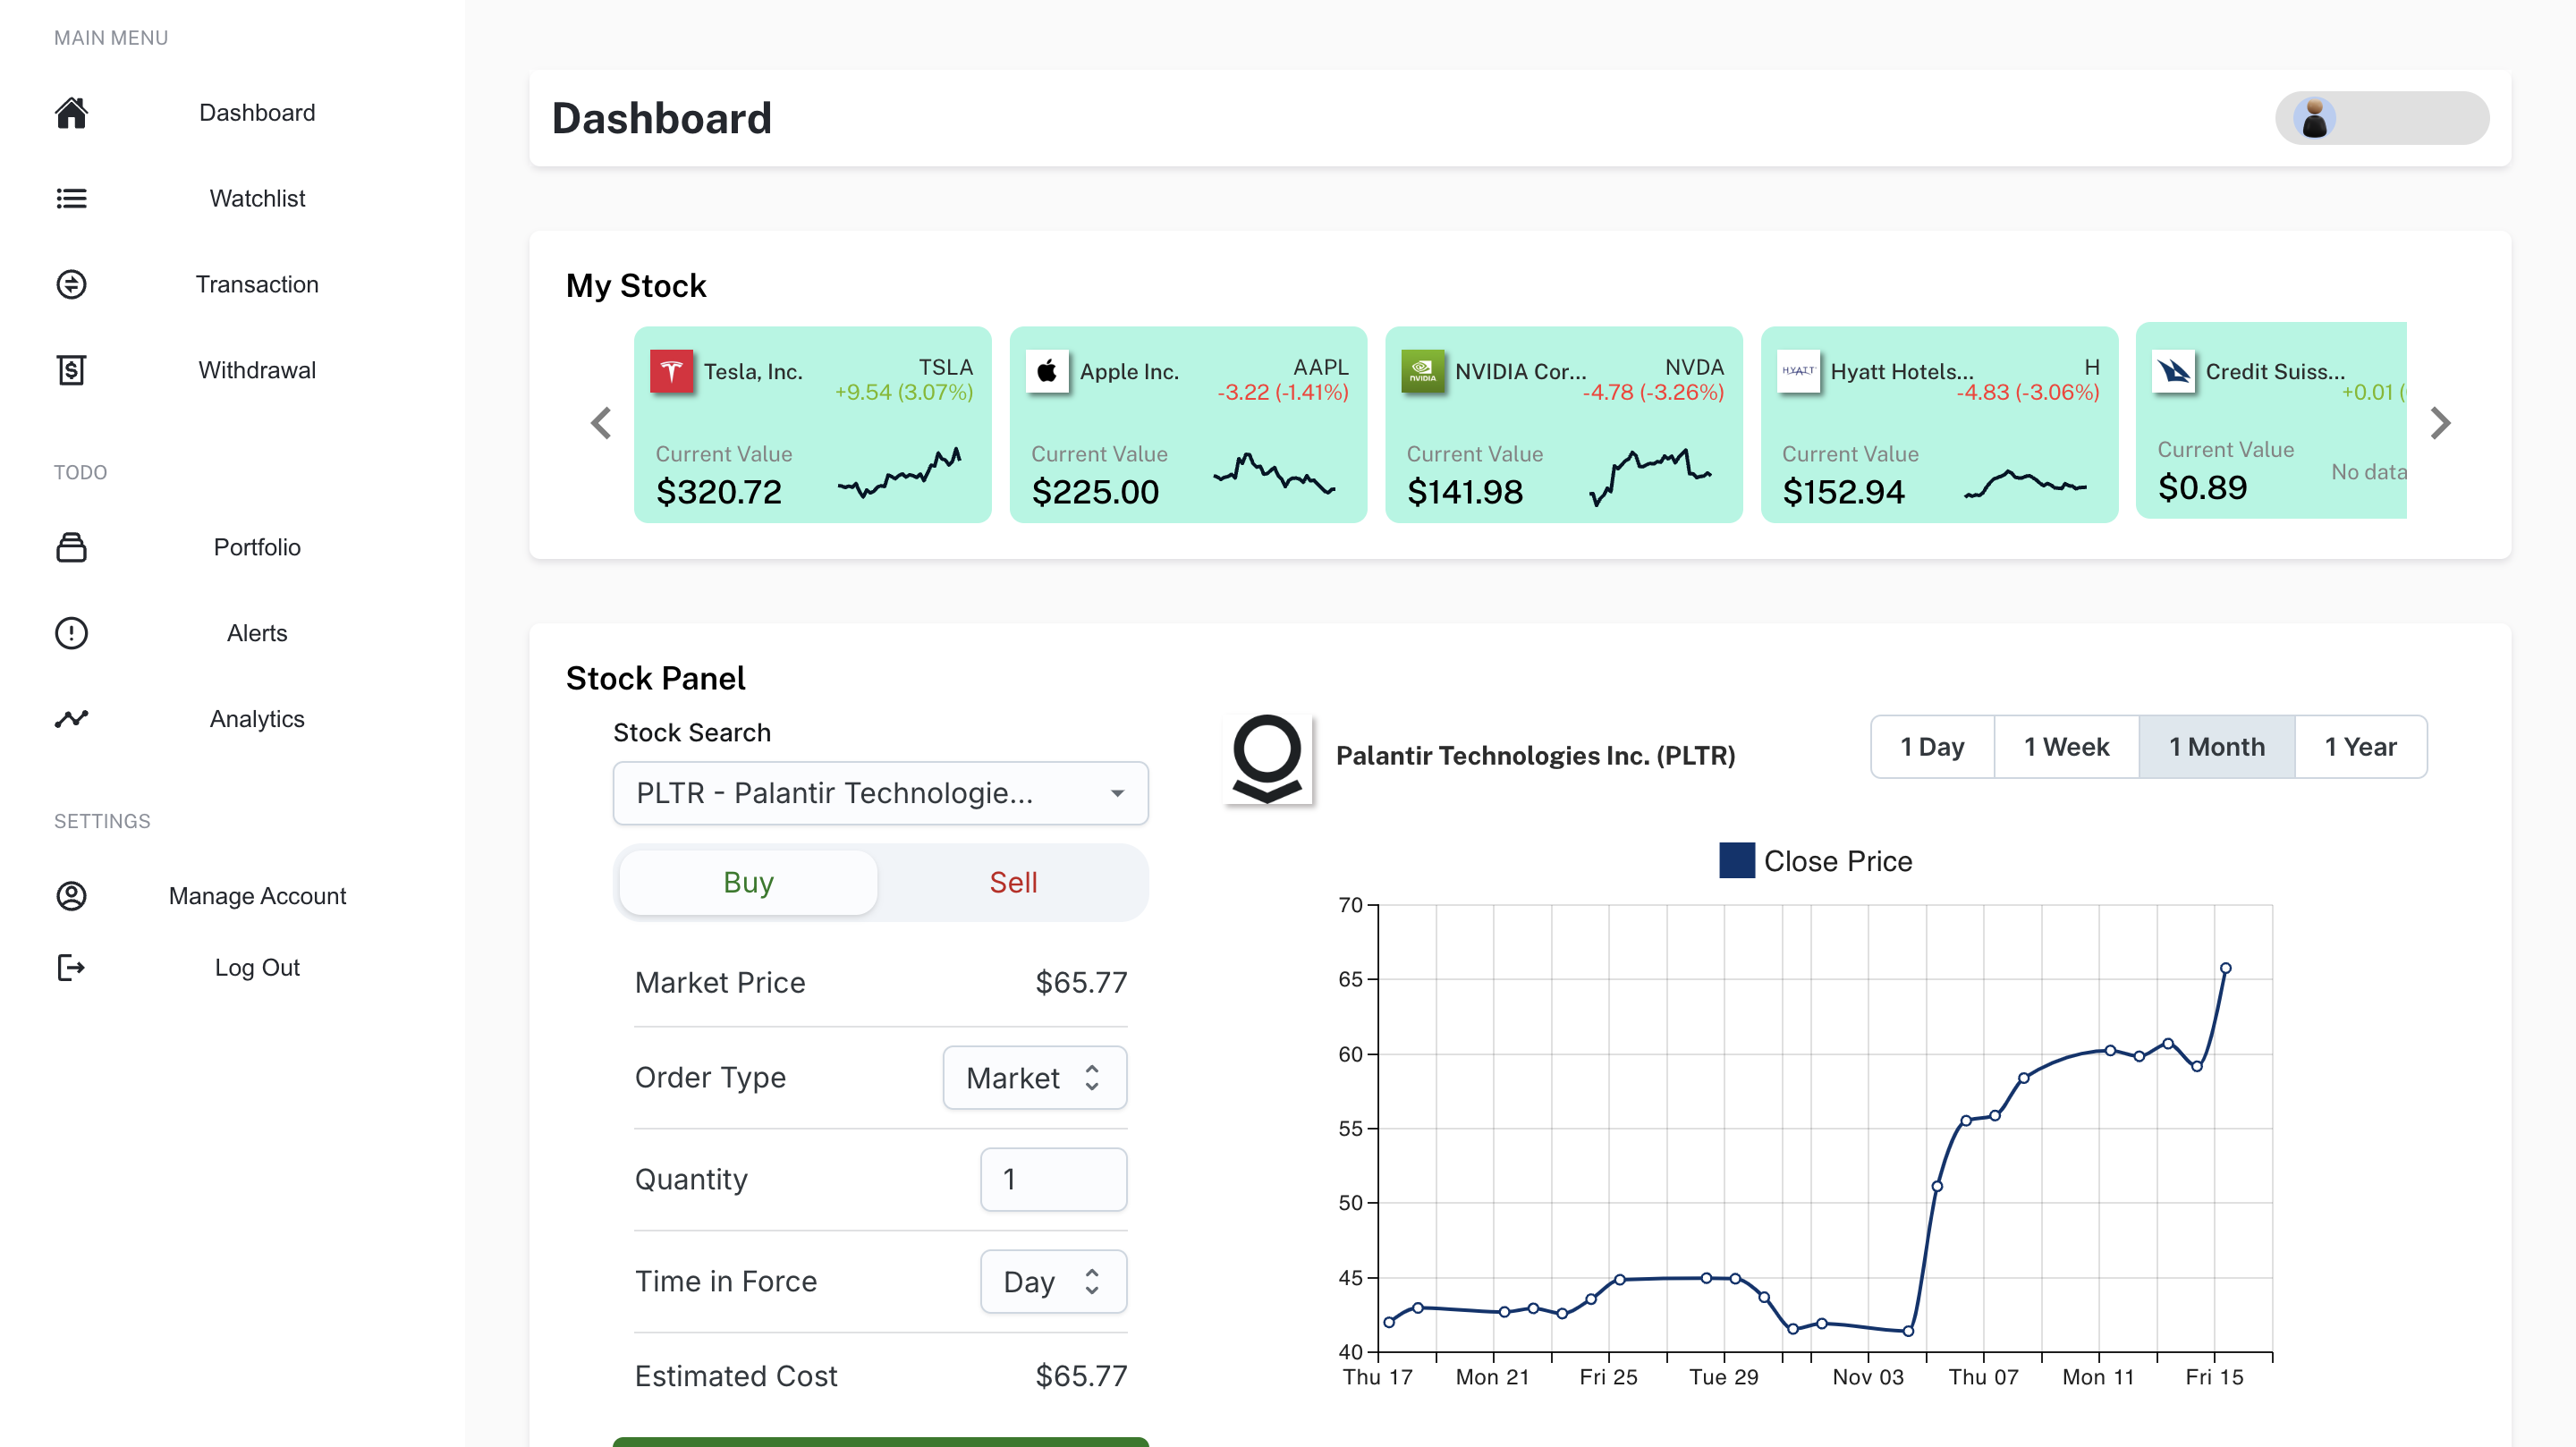 MAIN MENU
Dashboard
Watchlist
Transaction
Withdrawal
TODO
Portfolio
Alerts
Analytics
SETTINGS
Manage Account
Log Out
Dashboard
My Stock
Tesla, Inc.
TSLA
+9.54 (3.07%)
Current Value
$320.72
Apple Inc.
AAPL
-3.22 (-1.41%)
Current Value
$225.00
NVIDIA
NVIDIA Cor...
NVDA
-4.78 (-3.26%)
Current Value
$141.98
HYATT
Hyatt Hotels...
H
-4.83 (-3.06%)
Current Value
$152.94
Credit Suiss...
+0.01 (
Current Value
$0.89
No data
Stock Panel
Stock Search
PLTR - Palantir Technologie...
Buy
Sell
Market Price
$65.77
Order Type
Market
Quantity
1
Time in Force
Day
Estimated Cost
$65.77
Palantir Technologies Inc. (PLTR)
1 Day
1 Week
1 Month
1 Year
Close Price
70
65
60
55
50
45
40
Thu 17
Mon 21
Fri 25
Tue 29
Nov 03
Thu 07
Mon 11
Fri 15